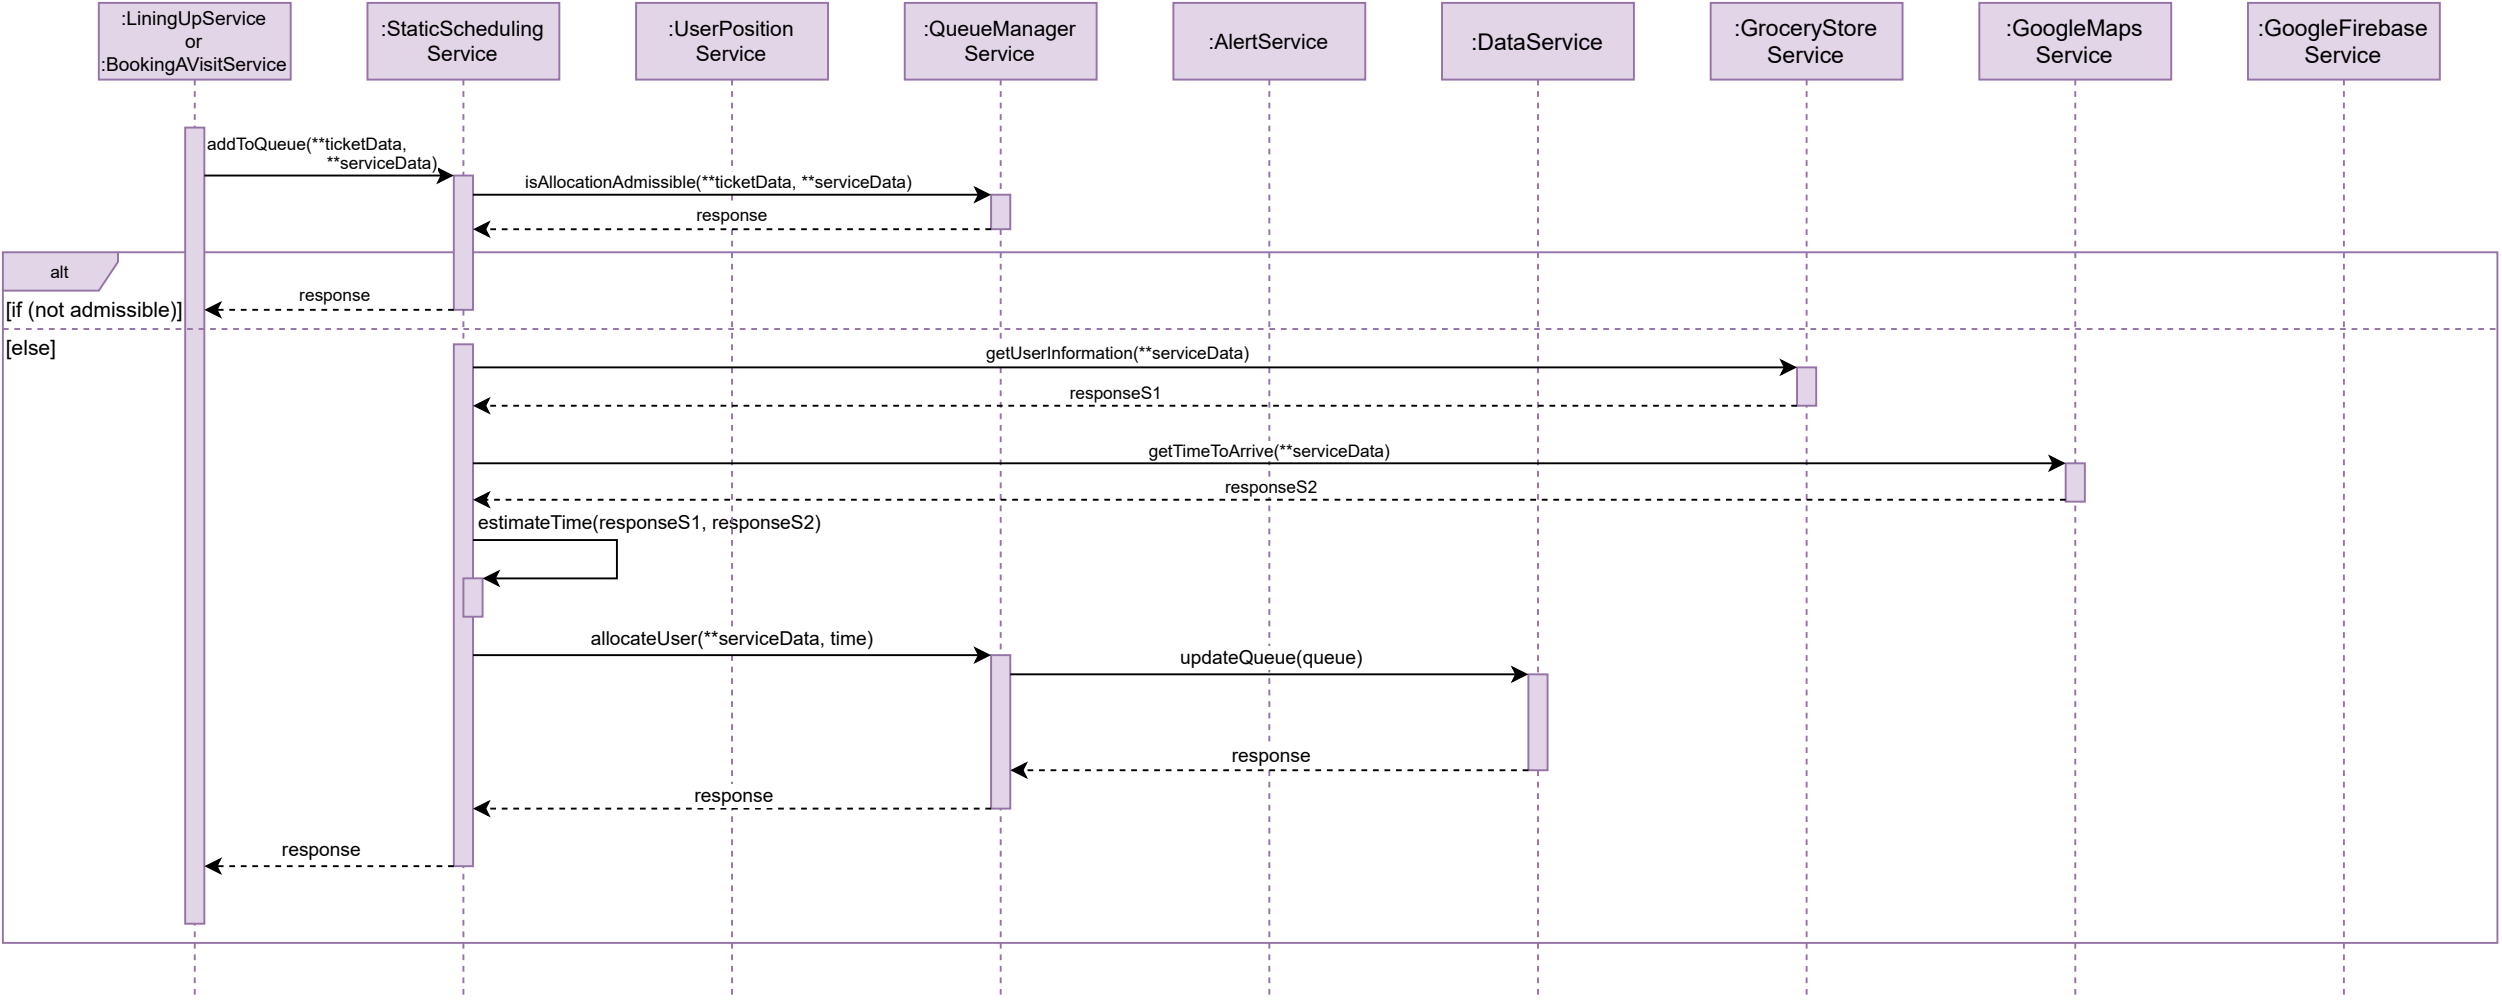 :LiningUpService
or
:BookingAVisitService
:StaticScheduling
Service
:UserPosition
Service
:QueueManager
Service
:AlertService
:DataService
:GroceryStore
Service
:GoogleMaps
Service
:GoogleFirebase
Service
addToQueue(**ticketData,
**serviceData)
isAllocationAdmissible(**ticketData, **serviceData)
response
alt
response
[if (not admissible)]
[else]
getUserInformation(**serviceData)
responseS1
getTimeToArrive(**serviceData)
responseS2
estimateTime(responseS1, responseS2)
allocateUser(**serviceData, time)
updateQueue(queue)
response
response
response